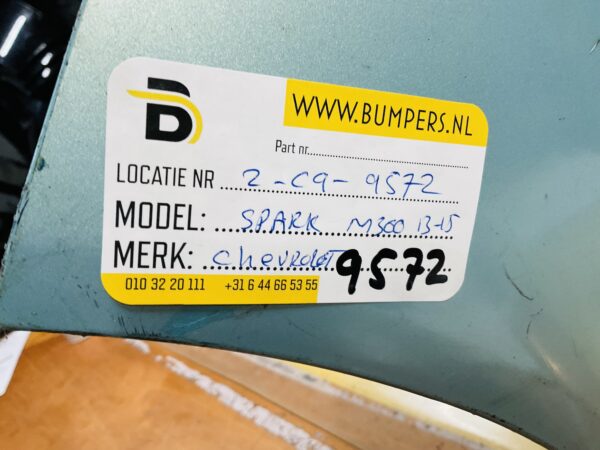 B
WWW.BUMPERS.NL
Part nr.
LOCATIE NR 2-C9-9572
MODEL: SPARK M300 13-15
MERK: Chevrolet 9572
010 32 20 111 +31 6 44 66 53 55